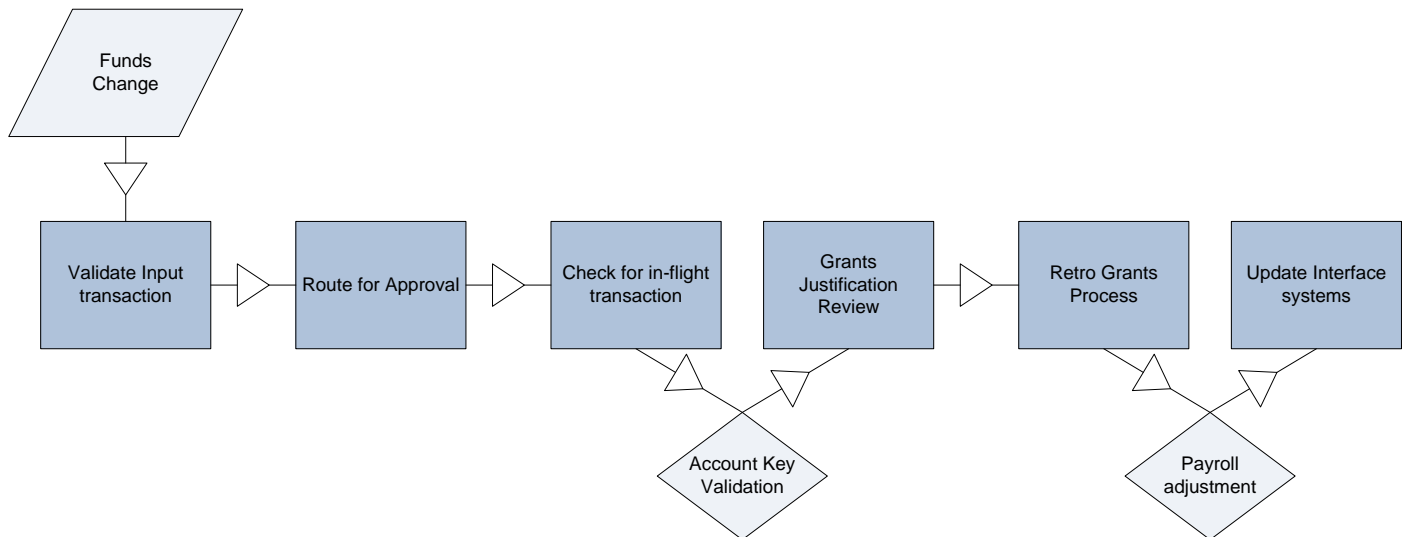 Funds
Change
Validate Input
transaction
Route for Approval
Check for in-flight
transaction
Grants
Justification
Review
Retro Grants
Process
Update Interface
systems
Account Key
Validation
Payroll
adjustment